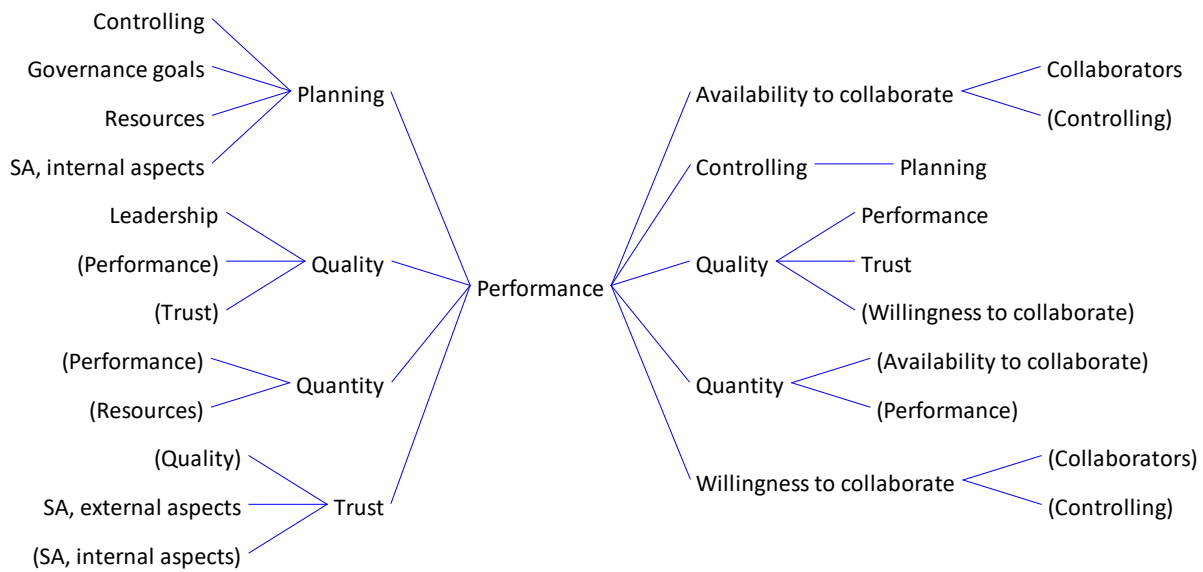 Controlling
Governance goals
Resources
SA, internal aspects
Planning
Leadership
(Performance)
(Trust)
Quality
(Performance)
(Resources)
Quantity
(Quality)
SA, external aspects
(SA, internal aspects)
Trust
Performance
Availability to collaborate
Collaborators
(Controlling)
Controlling
Planning
Quality
Performance
Trust
(Willingness to collaborate)
Quantity
(Availability to collaborate)
(Performance)
Willingness to collaborate
(Collaborators)
(Controlling)